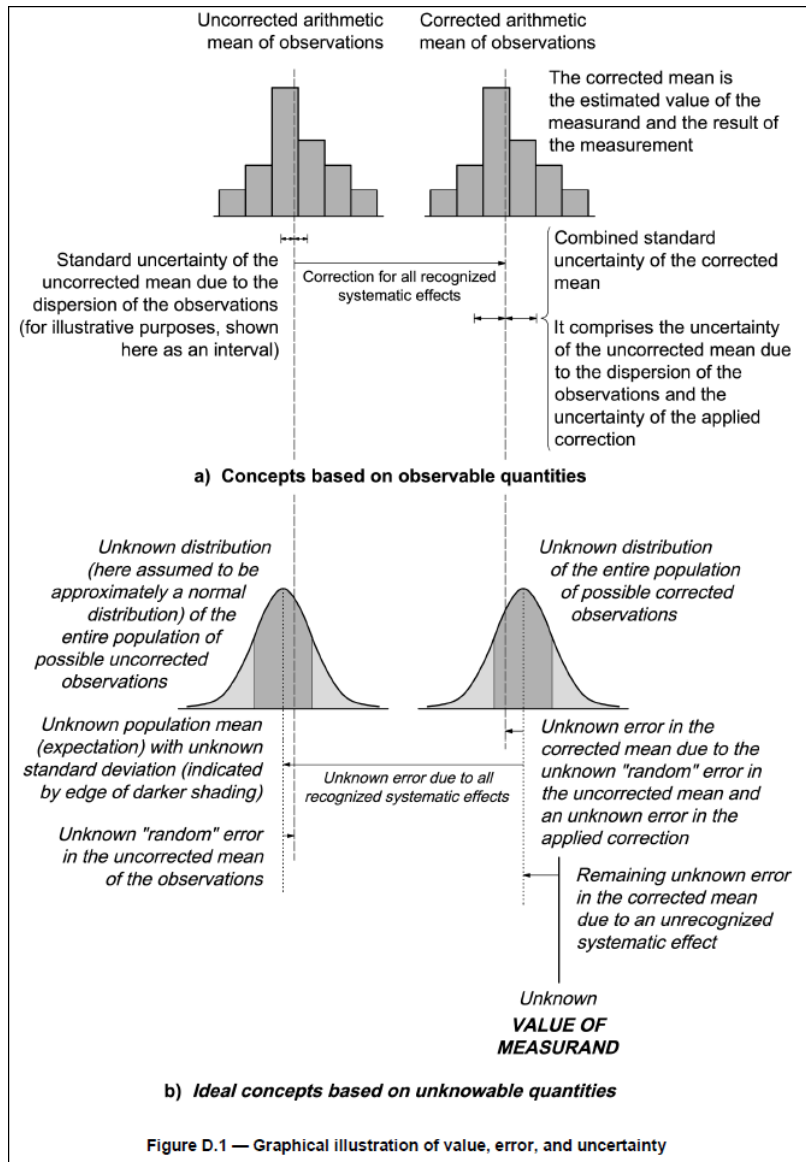 Uncorrected arithmetic
mean of observations
Corrected arithmetic
mean of observations
The corrected mean is
the estimated value of the
measurand and the result of
the measurement
Standard uncertainty of the
uncorrected mean due to the
dispersion of the observations
(for illustrative purposes, shown
here as an interval)
Correction for all recognized
systematic effects
Combined standard
uncertainty of the corrected
mean
It comprises the uncertainty
of the uncorrected mean due
to the dispersion of the
observations and the
uncertainty of the applied
correction
a) Concepts based on observable quantities
Unknown distribution
(here assumed to be
approximately a normal
distribution) of the
entire population of
possible uncorrected
observations
Unknown distribution
of the entire population
of possible corrected
observations
Unknown population mean
(expectation) with unknown
standard deviation (indicated
by edge of darker shading)
Unknown error due to all
recognized systematic effects
Unknown error in the
corrected mean due to the
unknown "random" error in
the uncorrected mean and
an unknown error in the
applied correction
Unknown "random" error
in the uncorrected mean
of the observations
Remaining unknown error
in the corrected mean
due to an unrecognized
systematic effect
Unknown
VALUE OF
MEASURAND
b) Ideal concepts based on unknowable quantities
Figure D.1 — Graphical illustration of value, error, and uncertainty